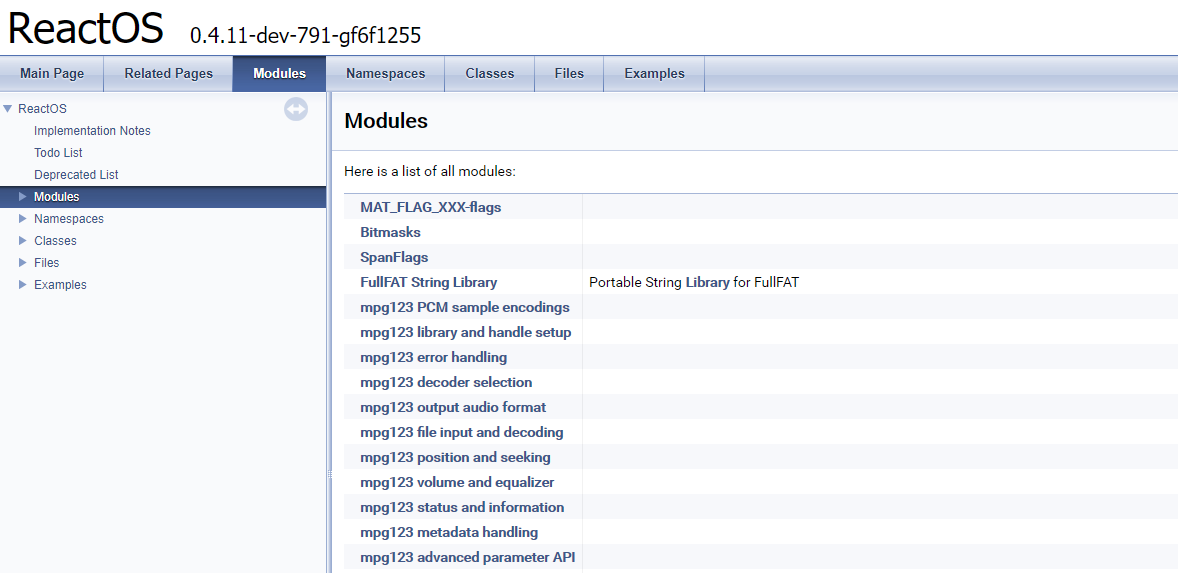 ReactOS 0.4.11-dev-791-gf6f1255
Main Page Related Pages Modules Namespaces Classes Files Examples
ReactOS
Implementation Notes
Todo List
Deprecated List
Modules
Namespaces
Classes
Files
Examples
Modules
Here is a list of all modules:
MAT_FLAG_XXX-flags
Bitmasks
SpanFlags
FullFAT String Library Portable String Library for FullFAT
mpg123 PCM sample encodings
mpg123 library and handle setup
mpg123 error handling
mpg123 decoder selection
mpg123 output audio format
mpg123 file input and decoding
mpg123 position and seeking
mpg123 volume and equalizer
mpg123 status and information
mpg123 metadata handling
mpg123 advanced parameter API